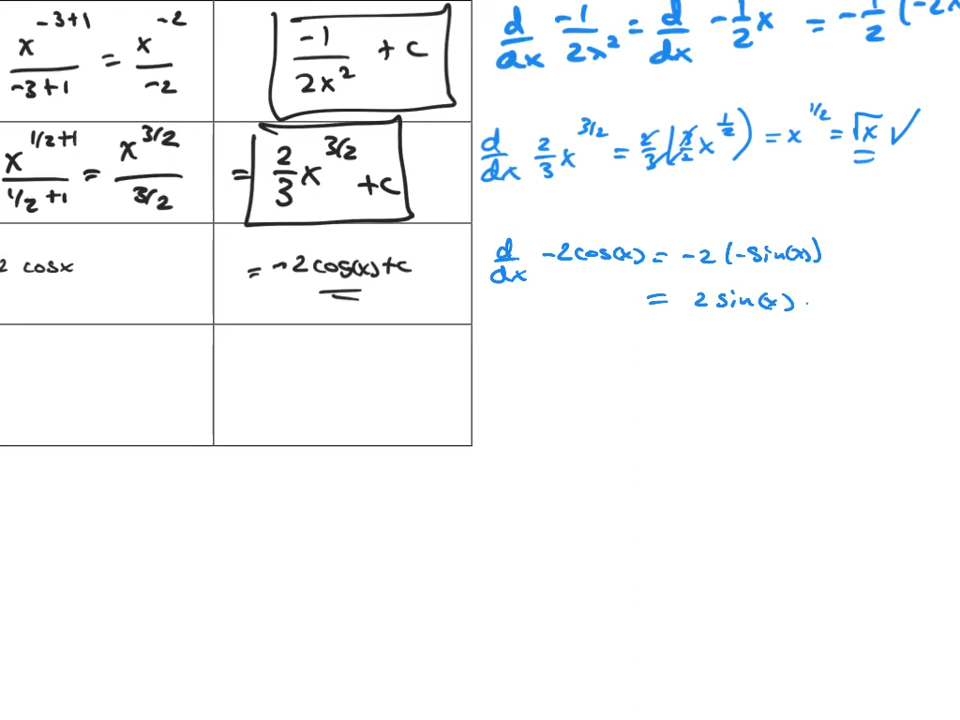 x^{-3+1}/(-3+1) = x^{-2}/-2
-1/2x² + c
d/dx -1/2x² = d/dx -1/2 x = -1/2 (-2x
x^{1/2+1}/(1/2+1) = x^{3/2}/(3/2)
= 2/3 x^{3/2} + c
d/dx 2/3 x^{3/2} = 2/3 (3/2 x^{1/2}) = x^{1/2} = √x ✓
2 cosx
= -2cos(x)+c
d/dx -2cos(x) = -2 (-sin(x))
= 2 sin(x) .